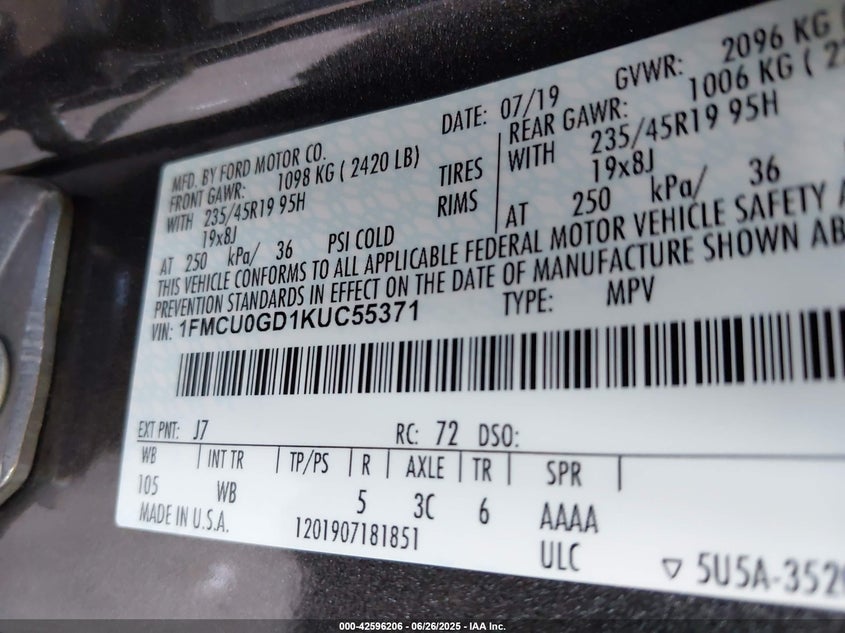 MFD. BY FORD MOTOR CO. DATE: 07/19 GVWR: 2096 KG (
FRONT GAWR: 1098 KG ( 2420 LB) REAR GAWR: 1006 KG ( 22
WITH 235/45R19 95H TIRES WITH 235/45R19 95H
19x8J RIMS 19x8J
AT 250 kPa/ 36 PSI COLD AT 250 kPa/ 36
THIS VEHICLE CONFORMS TO ALL APPLICABLE FEDERAL MOTOR VEHICLE SAFETY A
PREVENTION STANDARDS IN EFFECT ON THE DATE OF MANUFACTURE SHOWN AB
VIN: 1FMCU0GD1KUC55371 TYPE: MPV
EXT PNT: J7 RC: 72 DSO:
WB | INT TR | TP/PS | R | AXLE | TR | SPR |
105 WB 5 3C 6 AAAA
MADE IN U.S.A. 1201907181851 ULC ▽ 5U5A-3520
000-42596206 - 06/26/2025 - IAA Inc.